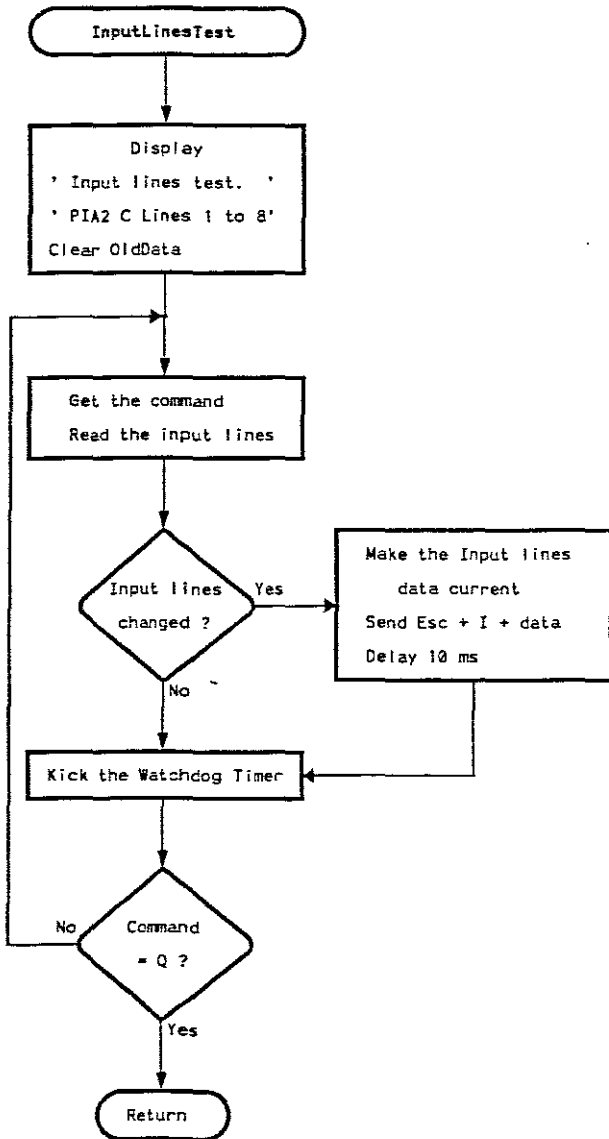 InputLinesTest
Display
' Input lines test. '
' PIA2 C Lines 1 to 8'
Clear OldData
Get the command
Read the input lines
Input lines
changed ?
Yes
No
Make the Input lines
data current
Send Esc + I + data
Delay 10 ms
Kick the Watchdog Timer
Command
= Q ?
No
Yes
Return